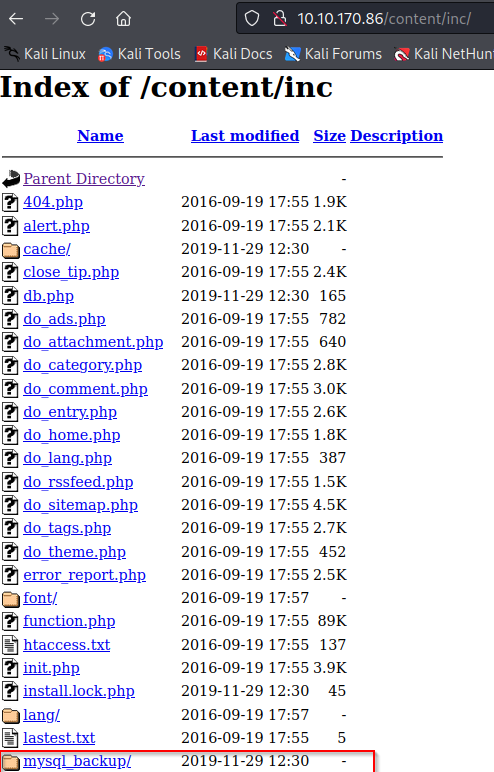 10.10.170.86/content/inc/
Kali Linux Kali Tools Kali Docs Kali Forums Kali NetHun
Index of /content/inc
Name Last modified Size Description
Parent Directory -
404.php 2016-09-19 17:55 1.9K
alert.php 2016-09-19 17:55 2.1K
cache/ 2019-11-29 12:30 -
close_tip.php 2016-09-19 17:55 2.4K
db.php 2019-11-29 12:30 165
do_ads.php 2016-09-19 17:55 782
do_attachment.php 2016-09-19 17:55 640
do_category.php 2016-09-19 17:55 2.8K
do_comment.php 2016-09-19 17:55 3.0K
do_entry.php 2016-09-19 17:55 2.6K
do_home.php 2016-09-19 17:55 1.8K
do_lang.php 2016-09-19 17:55 387
do_rssfeed.php 2016-09-19 17:55 1.5K
do_sitemap.php 2016-09-19 17:55 4.5K
do_tags.php 2016-09-19 17:55 2.7K
do_theme.php 2016-09-19 17:55 452
error_report.php 2016-09-19 17:55 2.5K
font/ 2016-09-19 17:57 -
function.php 2016-09-19 17:55 89K
htaccess.txt 2016-09-19 17:55 137
init.php 2016-09-19 17:55 3.9K
install.lock.php 2019-11-29 12:30 45
lang/ 2016-09-19 17:57 -
lastest.txt 2016-09-19 17:55 5
mysql_backup/ 2019-11-29 12:30 -